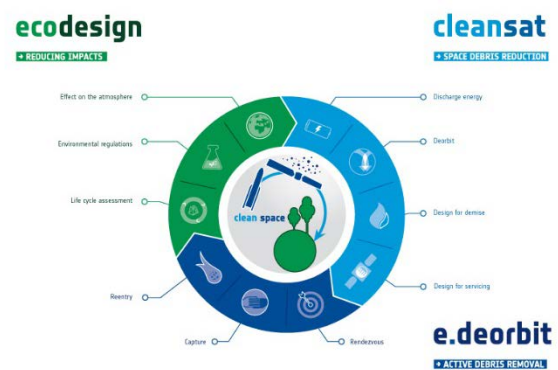 ecodesign
→ REDUCING IMPACTS
cleansat
→ SPACE DEBRIS REDUCTION
Effect on the atmosphere
Discharge energy
Environmental regulations
Deorbit
Life cycle assessment
Design for demise
clean space
Reentry
Design for servicing
Capture
Rendezvous
e.deorbit
→ ACTIVE DEBRIS REMOVAL